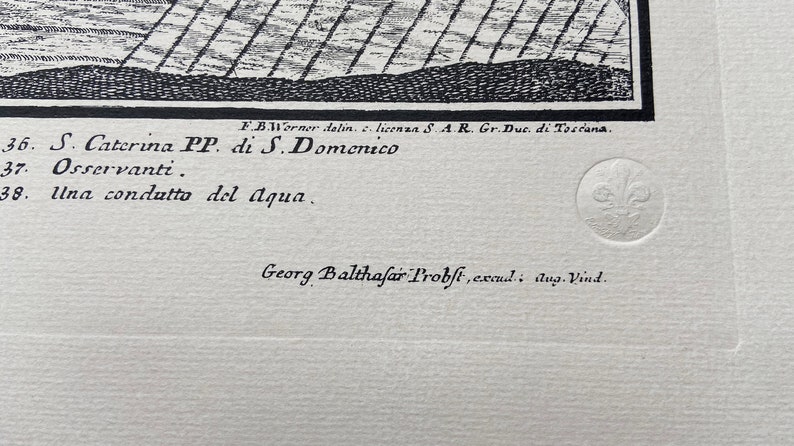 F. B. Werner delin. c. licenza S. A. R. Gr. Duc. di Toscana.
36. S. Caterina PP. di S. Domenico
37. Osservanti.
38. Una condutto del Aqua.
Georg Balthaſar Probſt, excud.: Aug. Vind.